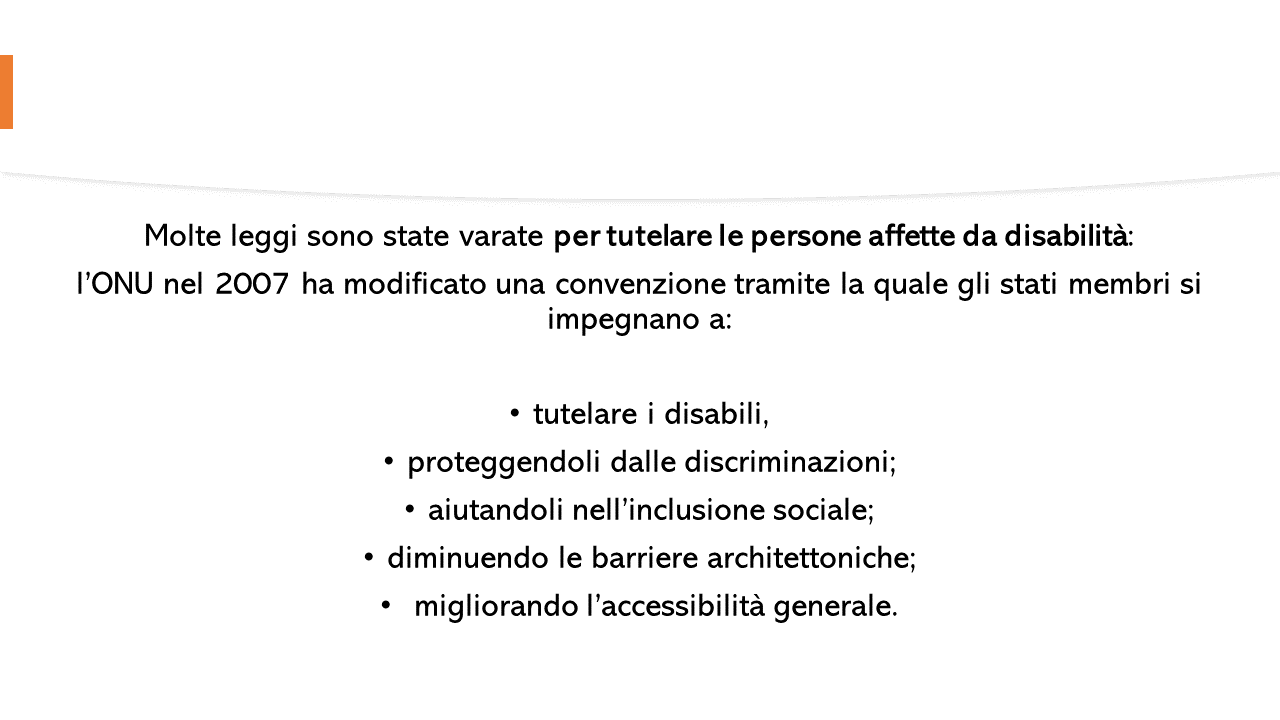 Molte leggi sono state varate per tutelare le persone affette da disabilità:
l’ONU nel 2007 ha modificato una convenzione tramite la quale gli stati membri si
impegnano a:
• tutelare i disabili,
• proteggendoli dalle discriminazioni;
• aiutandoli nell’inclusione sociale;
• diminuendo le barriere architettoniche;
• migliorando l’accessibilità generale.